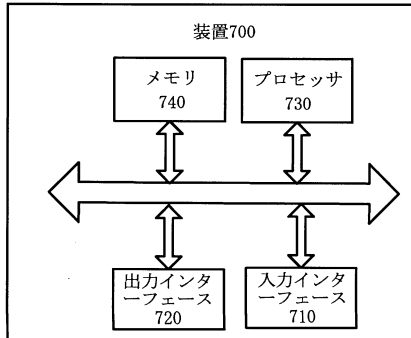 装置700
メモリ
740
プロセッサ
730
出力インタ
ーフェース
720
入力インタ
ーフェース
710